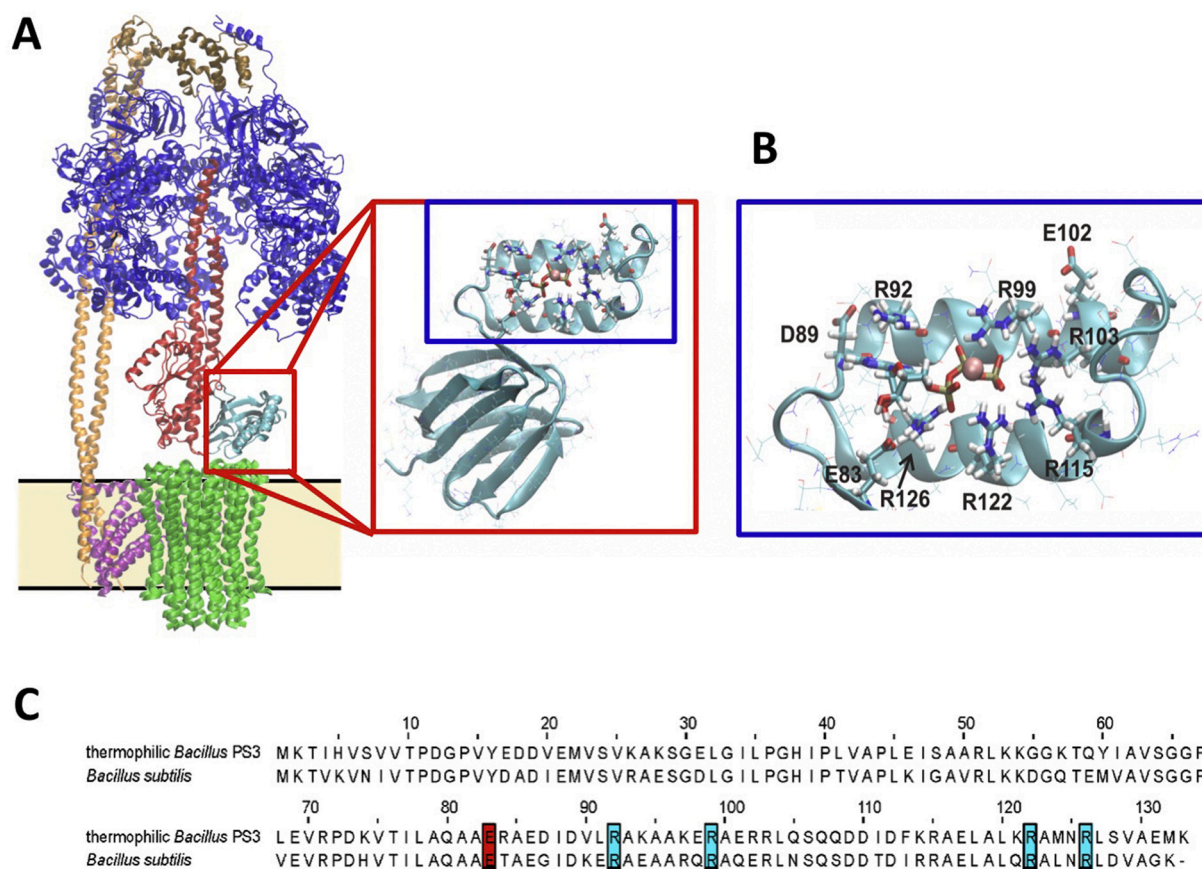 A
B
E102
R92
R99
D89
R103
E83
R126
R122
R115
C
10 20 30 40 50 60
thermophilic Bacillus PS3 MKTIHVSVVTPDGPVYEDDVEMVSVKAKSGELGILPGHIPLVAPLEISAARLKKGGKTQYIAVSGGF
Bacillus subtilis MKTVKVNIVTPDGPVYDADIEMVSVRAESGDLGILPGHIPTVAPLKIGAVRLKKDGQTEMVAVSGGF
70 80 90 100 110 120 130
thermophilic Bacillus PS3 LEVRPDKVTILAQAAERAEDIDVLRAKAAKERAERRLQSQQDDIDFKRAELALKRAMNRLSVAEMK
Bacillus subtilis VEVRPDHVTILAQAAETAEGIDKERAEAARQRAQERLNSQSDDTDIRRAELALQRALNRLDVAGK-